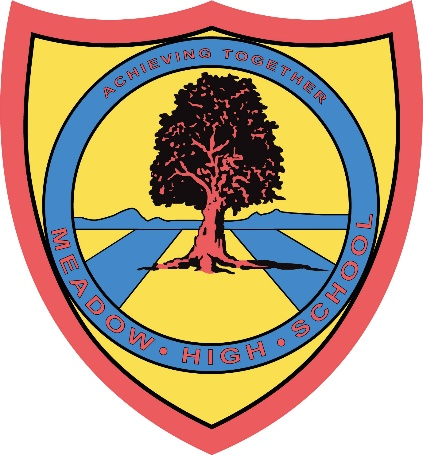 ACHIEVING TOGETHER
MEADOW • HIGH • SCHOOL